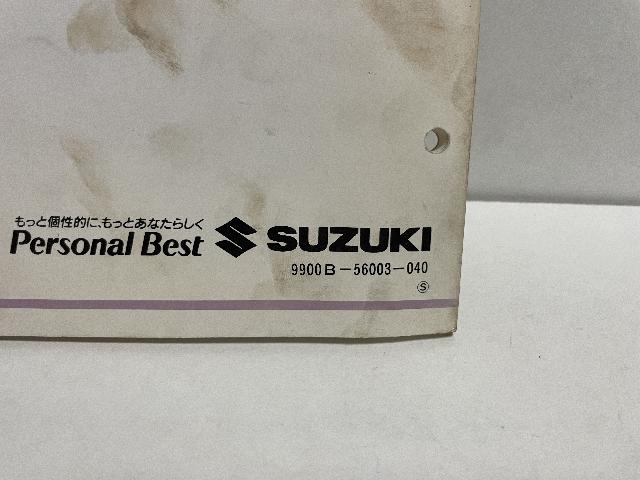 もっと個性的に、もっとあなたらしく
Personal Best SUZUKI
9900B-56003-040
Ⓢ